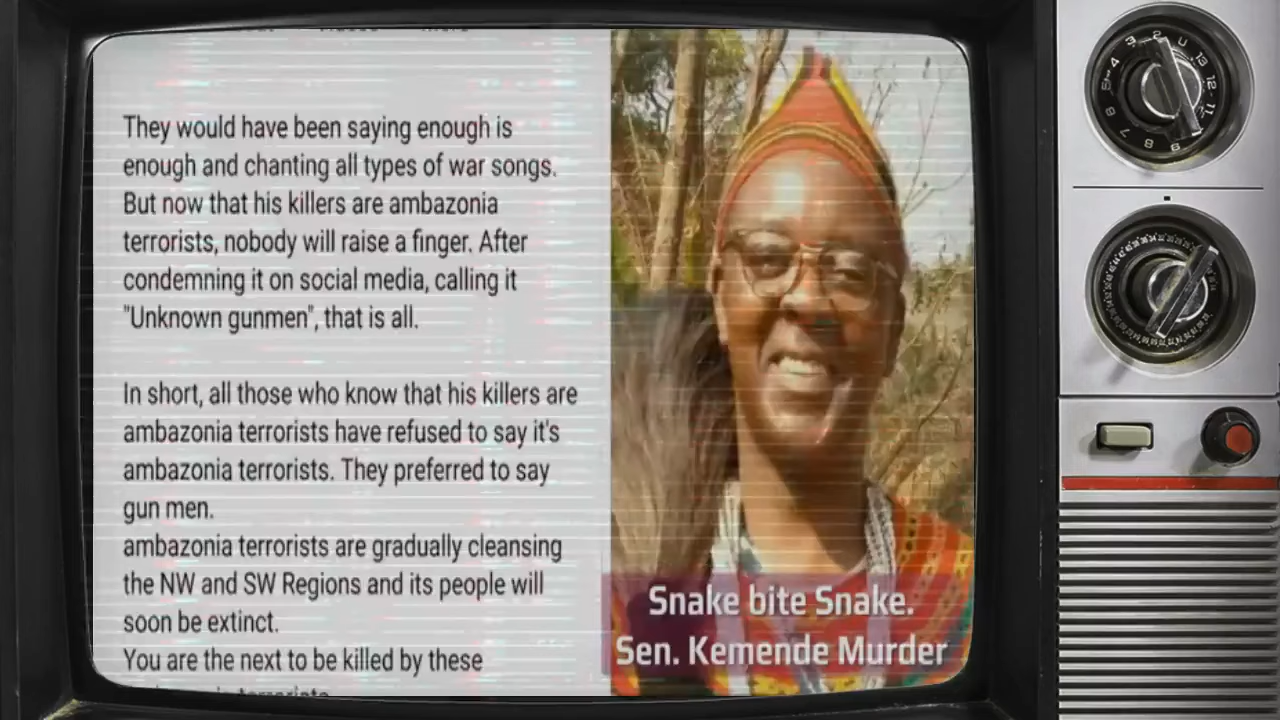 They would have been saying enough is
enough and chanting all types of war songs.
But now that his killers are ambazonia
terrorists, nobody will raise a finger. After
condemning it on social media, calling it
"Unknown gunmen", that is all.
In short, all those who know that his killers are
ambazonia terrorists have refused to say it's
ambazonia terrorists. They preferred to say
gun men.
ambazonia terrorists are gradually cleansing
the NW and SW Regions and its people will
soon be extinct.
You are the next to be killed by these
Snake bite Snake.
Sen. Kemende Murder